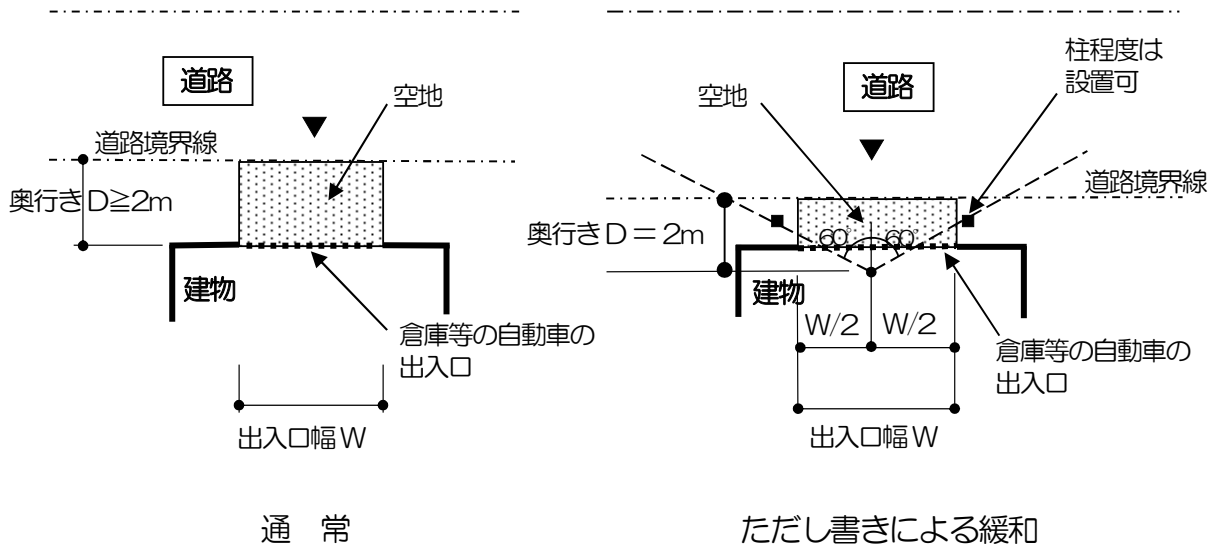 道路
空地
道路境界線
奥行きD≧2m
建物
倉庫等の自動車の
出入口
出入口幅W
通 常
柱程度は
設置可
道路
空地
道路境界線
奥行きD=2m
60°
60°
建物
W/2
W/2
倉庫等の自動車の
出入口
出入口幅W
ただし書きによる緩和